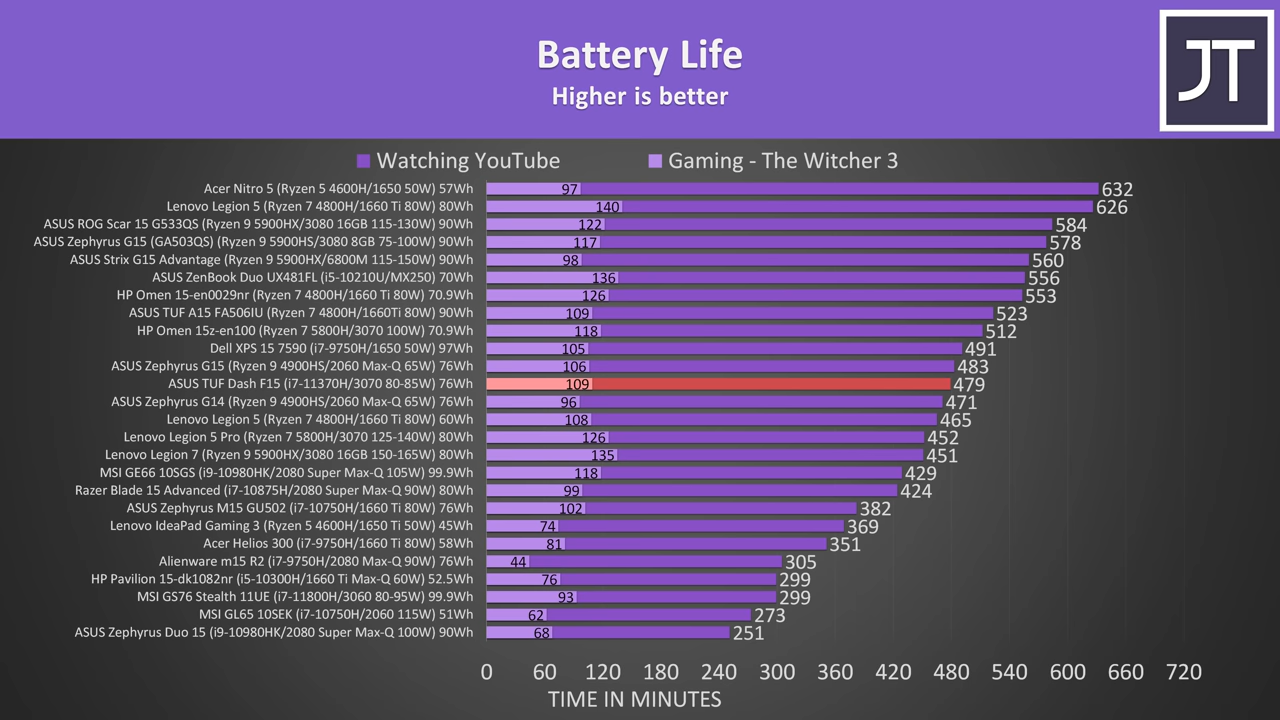 Battery Life
Higher is better
JT
Watching YouTube Gaming - The Witcher 3
Acer Nitro 5 (Ryzen 5 4600H/1650 50W) 57Wh 97 632
Lenovo Legion 5 (Ryzen 7 4800H/1660 Ti 80W) 80Wh 140 626
ASUS ROG Scar 15 G533QS (Ryzen 9 5900HX/3080 16GB 115-130W) 90Wh 122 584
ASUS Zephyrus G15 (GA503QS) (Ryzen 9 5900HS/3080 8GB 75-100W) 90Wh 117 578
ASUS Strix G15 Advantage (Ryzen 9 5900HX/6800M 115-150W) 90Wh 98 560
ASUS ZenBook Duo UX481FL (i5-10210U/MX250) 70Wh 136 556
HP Omen 15-en0029nr (Ryzen 7 4800H/1660 Ti 80W) 70.9Wh 126 553
ASUS TUF A15 FA506IU (Ryzen 7 4800H/1660Ti 80W) 90Wh 109 523
HP Omen 15z-en100 (Ryzen 7 5800H/3070 100W) 70.9Wh 118 512
Dell XPS 15 7590 (i7-9750H/1650 50W) 97Wh 105 491
ASUS Zephyrus G15 (Ryzen 9 4900HS/2060 Max-Q 65W) 76Wh 106 483
ASUS TUF Dash F15 (i7-11370H/3070 80-85W) 76Wh 109 479
ASUS Zephyrus G14 (Ryzen 9 4900HS/2060 Max-Q 65W) 76Wh 96 471
Lenovo Legion 5 (Ryzen 7 4800H/1660 Ti 80W) 60Wh 108 465
Lenovo Legion 5 Pro (Ryzen 7 5800H/3070 125-140W) 80Wh 126 452
Lenovo Legion 7 (Ryzen 9 5900HX/3080 16GB 150-165W) 80Wh 135 451
MSI GE66 10SGS (i9-10980HK/2080 Super Max-Q 105W) 99.9Wh 118 429
Razer Blade 15 Advanced (i7-10875H/2080 Super Max-Q 90W) 80Wh 99 424
ASUS Zephyrus M15 GU502 (i7-10750H/1660 Ti 80W) 76Wh 102 382
Lenovo IdeaPad Gaming 3 (Ryzen 5 4600H/1650 Ti 50W) 45Wh 74 369
Acer Helios 300 (i7-9750H/1660 Ti 80W) 58Wh 81 351
Alienware m15 R2 (i7-9750H/2080 Max-Q 90W) 76Wh 44 305
HP Pavilion 15-dk1082nr (i5-10300H/1660 Ti Max-Q 60W) 52.5Wh 76 299
MSI GS76 Stealth 11UE (i7-11800H/3060 80-95W) 99.9Wh 93 299
MSI GL65 10SEK (i7-10750H/2060 115W) 51Wh 62 273
ASUS Zephyrus Duo 15 (i9-10980HK/2080 Super Max-Q 100W) 90Wh 68 251
0 60 120 180 240 300 360 420 480 540 600 660 720
TIME IN MINUTES